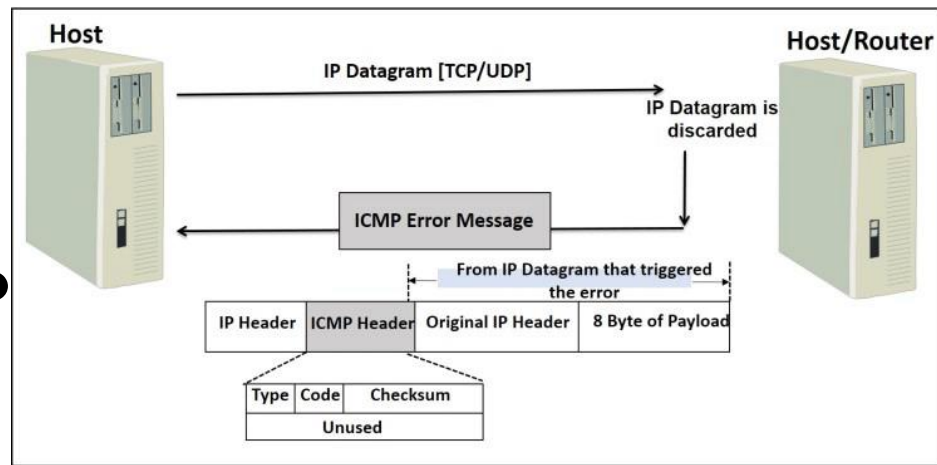 Host
Host/Router
IP Datagram [TCP/UDP]
IP Datagram is
discarded
ICMP Error Message
From IP Datagram that triggered
the error
IP Header
ICMP Header
Original IP Header
8 Byte of Payload
Type
Code
Checksum
Unused